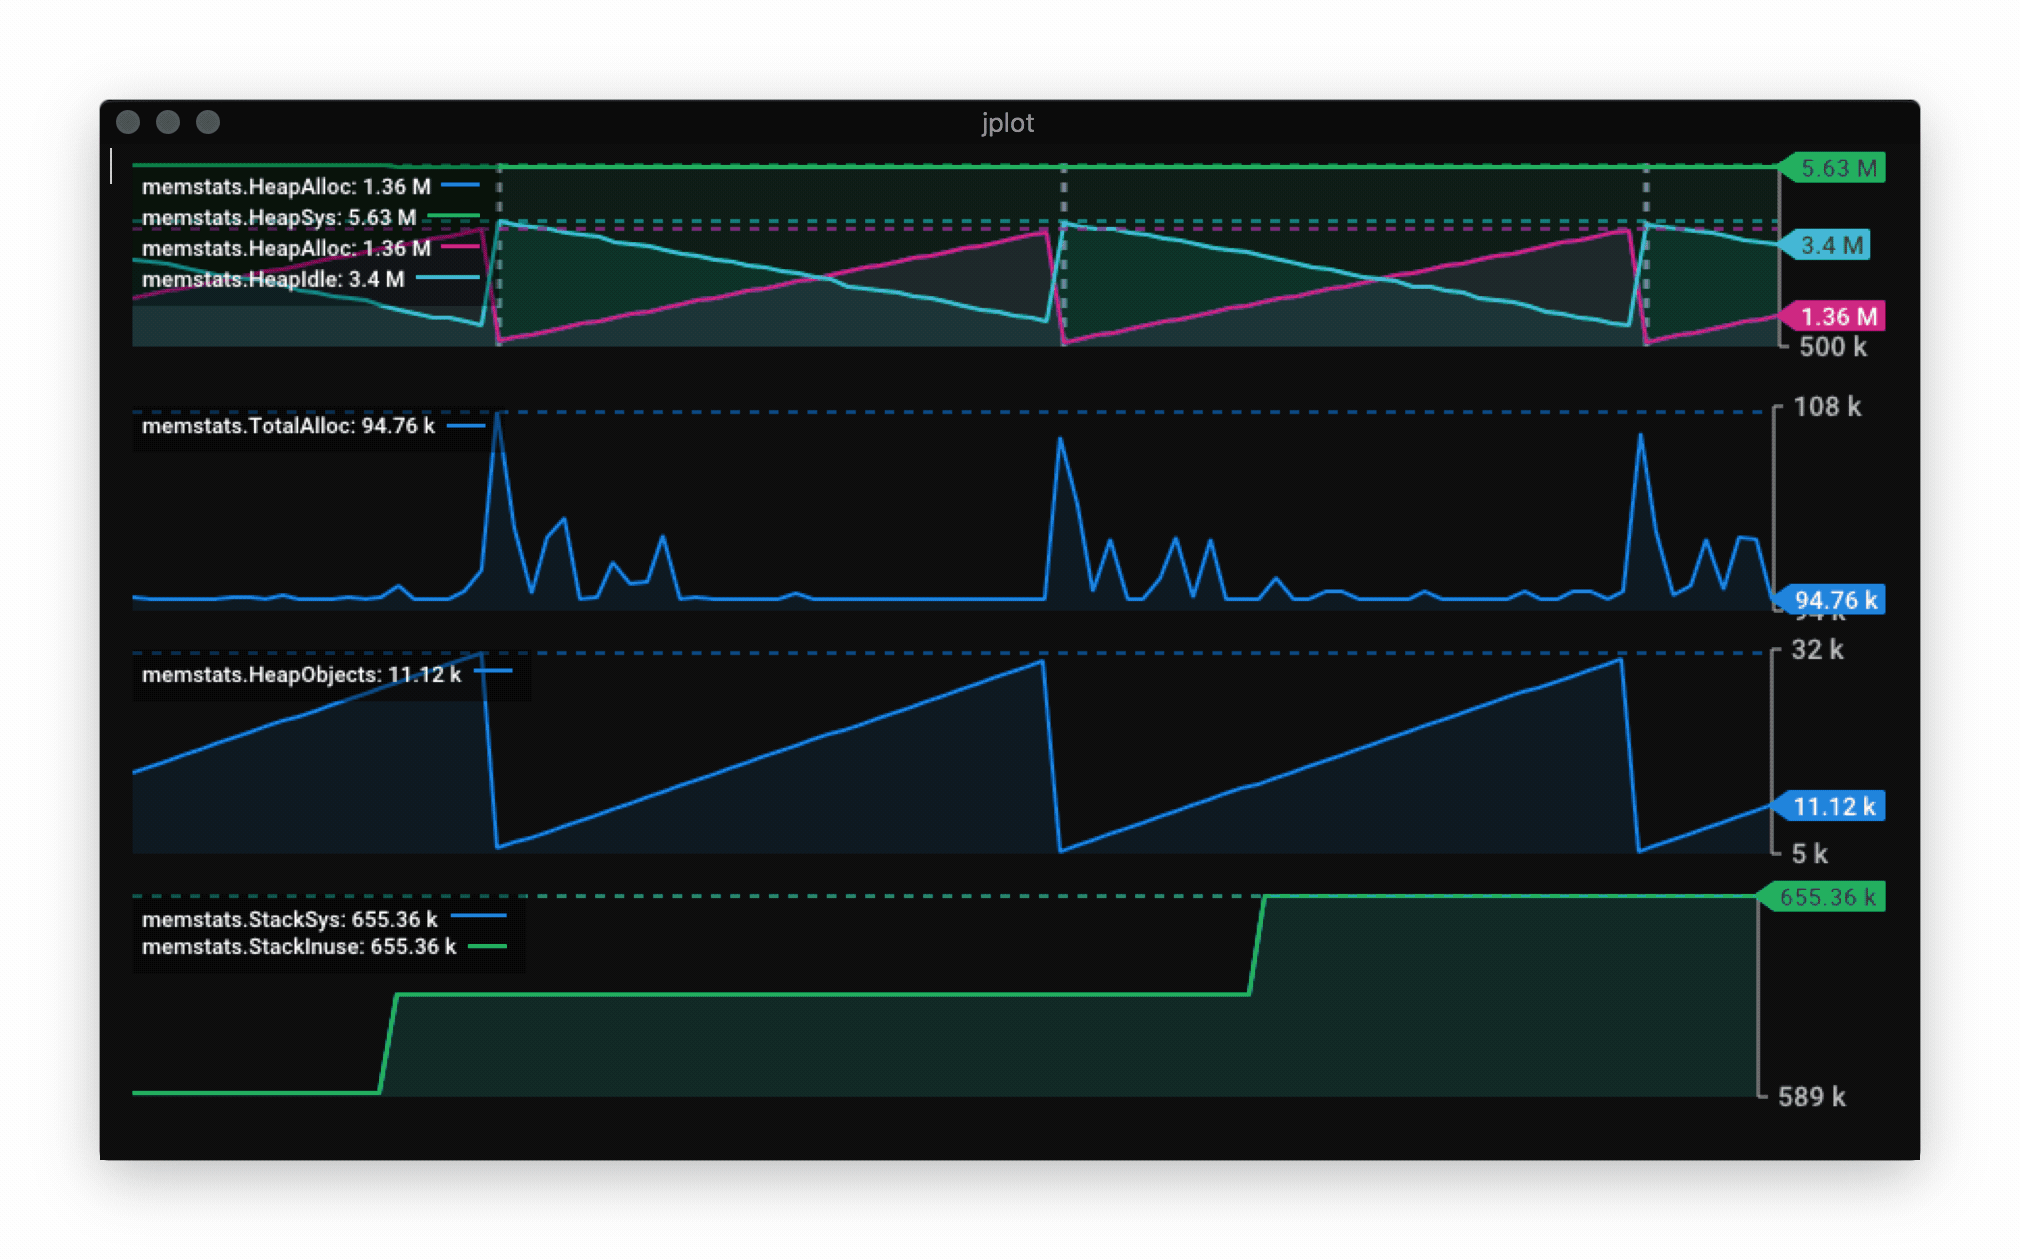 jplot
memstats.HeapAlloc: 1.36 M
memstats.HeapSys: 5.63 M
memstats.HeapAlloc: 1.36 M
memstats.HeapIdle: 3.4 M
5.63 M
3.4 M
1.36 M
500 k
memstats.TotalAlloc: 94.76 k
108 k
94.76 k
94 k
memstats.HeapObjects: 11.12 k
32 k
11.12 k
5 k
memstats.StackSys: 655.36 k
memstats.StackInuse: 655.36 k
655.36 k
589 k